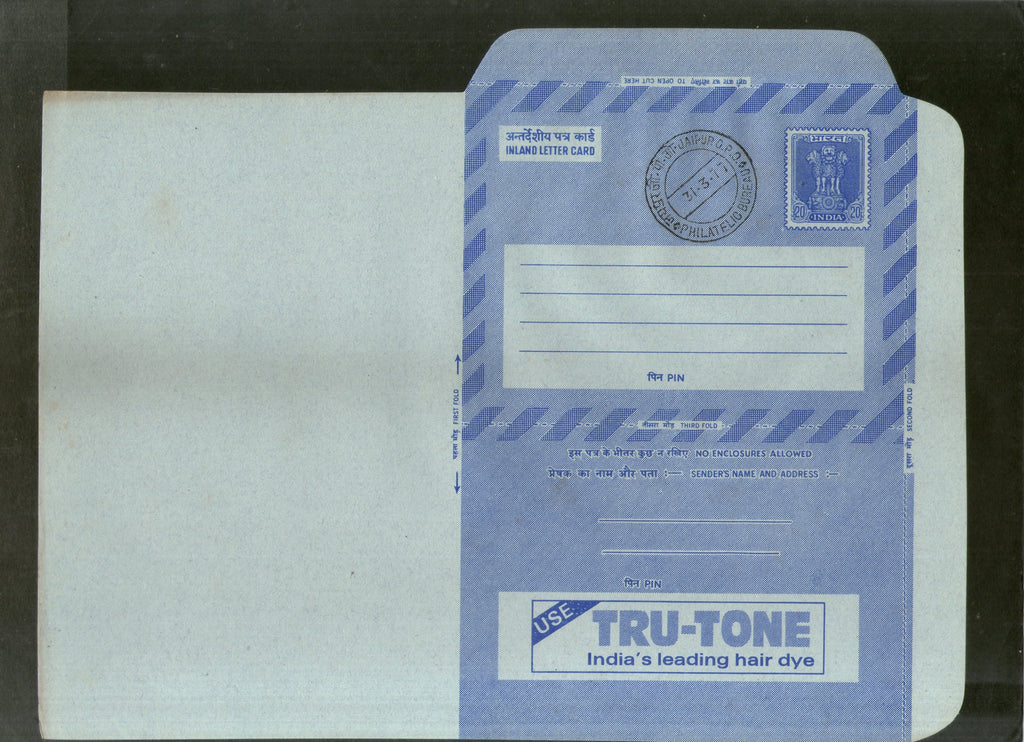 पहले काट कर खोलिए TO OPEN CUT HERE
अन्तर्देशीय पत्र कार्ड
INLAND LETTER CARD
जी.पी.ओ. JAIPUR G.P.O.
31-3-77
PHILATELIC BUREAU
भारत
20 20
INDIA
पिन PIN
पहला मोड़ FIRST FOLD
दूसरा मोड़ SECOND FOLD
तीसरा मोड़ THIRD FOLD
इस पत्र के भीतर कुछ न रखिए NO ENCLOSURES ALLOWED
प्रेषक का नाम और पता :— SENDER'S NAME AND ADDRESS :—
पिन PIN
USE TRU-TONE
India's leading hair dye